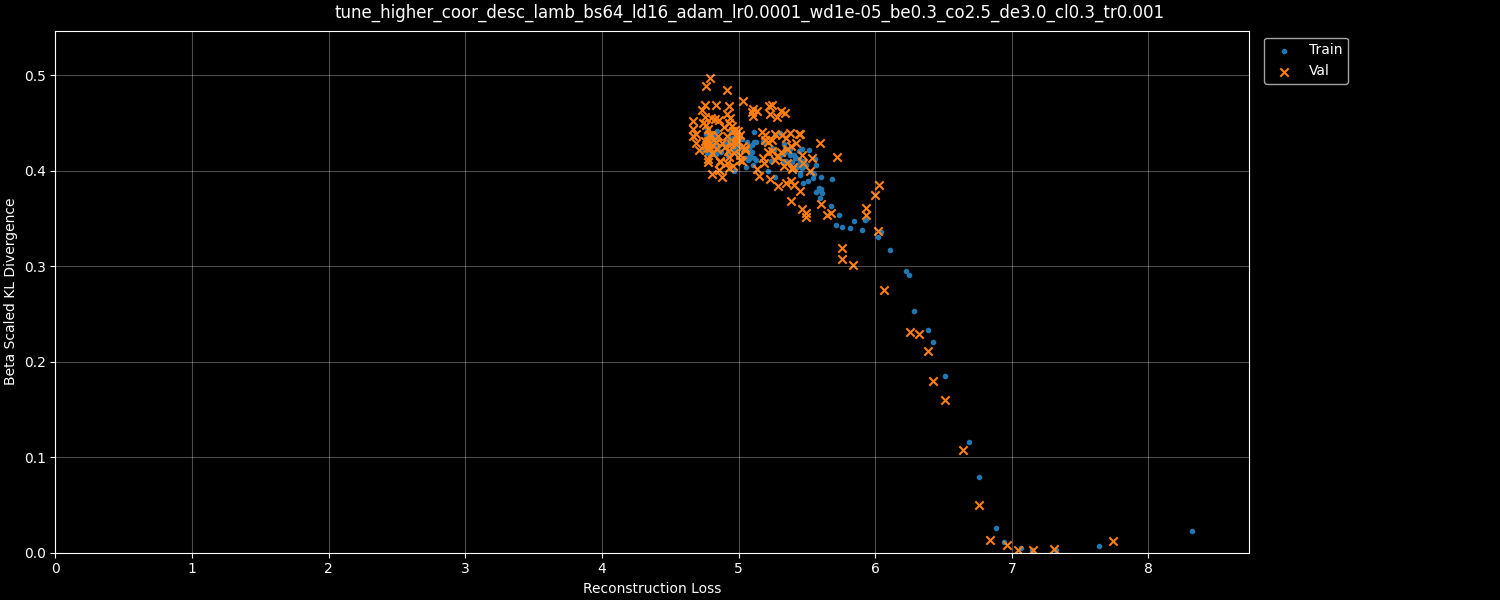 tune_higher_coor_desc_lamb_bs64_ld16_adam_lr0.0001_wd1e-05_be0.3_co2.5_de3.0_cl0.3_tr0.001
Train
Val
Beta Scaled KL Divergence
0.5
0.4
0.3
0.2
0.1
0.0
0 1 2 3 4 5 6 7 8
Reconstruction Loss